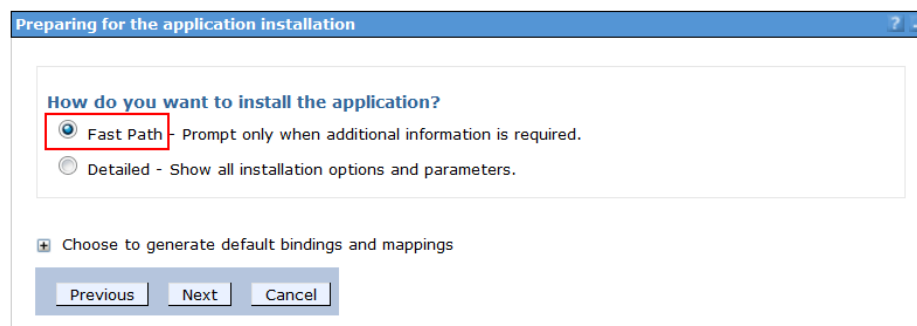 Preparing for the application installation ?
How do you want to install the application?
Fast Path - Prompt only when additional information is required.
Detailed - Show all installation options and parameters.
Choose to generate default bindings and mappings
Previous Next Cancel